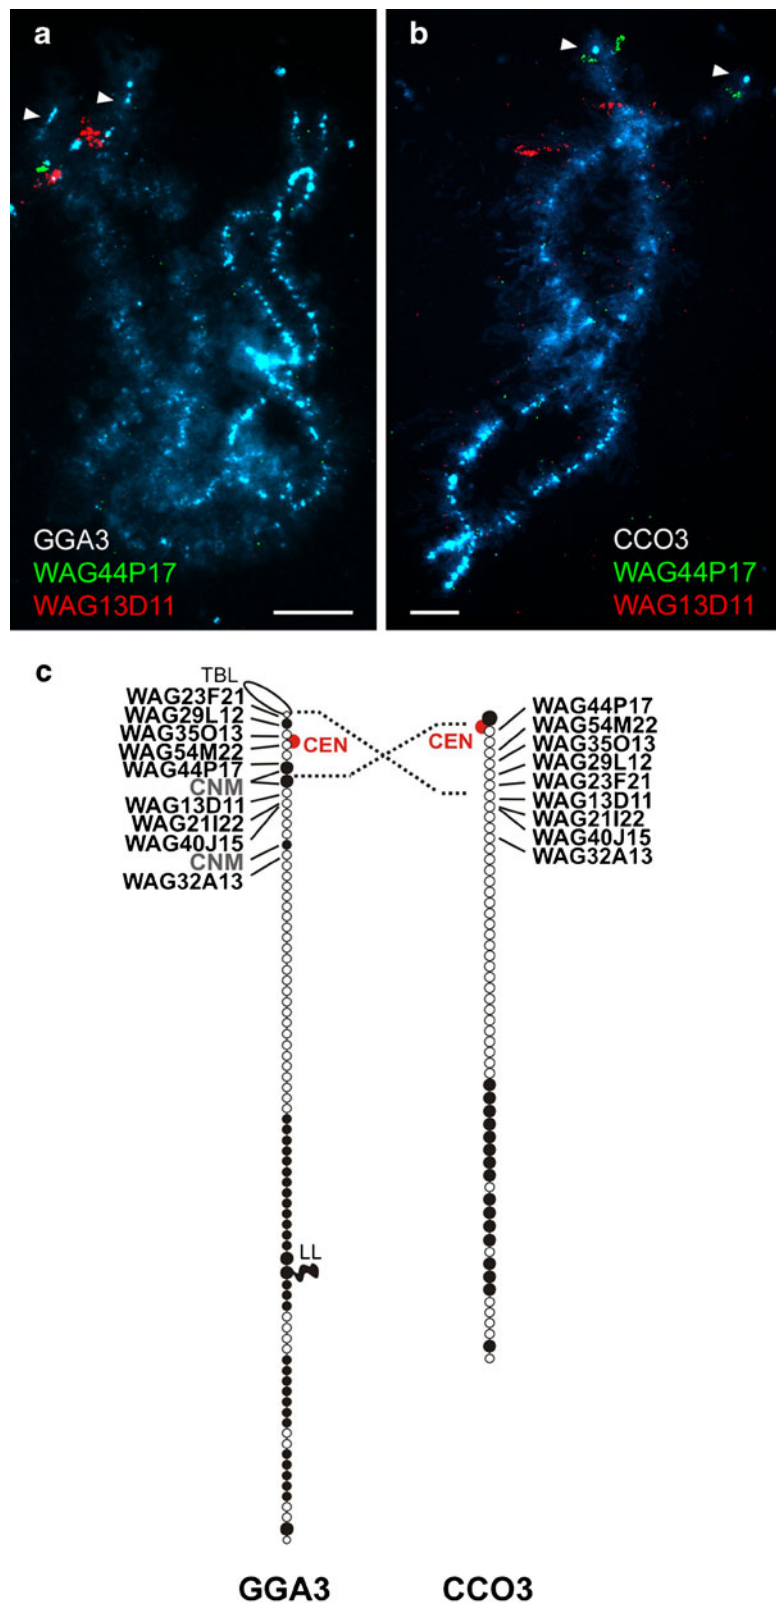 a
GGA3
WAG44P17
WAG13D11
b
CCO3
WAG44P17
WAG13D11
c
TBL
WAG23F21
WAG29L12
WAG35O13
WAG54M22
WAG44P17
CNM
WAG13D11
WAG21I22
WAG40J15
CNM
WAG32A13
CEN
LL
GGA3
CEN
WAG44P17
WAG54M22
WAG35O13
WAG29L12
WAG23F21
WAG13D11
WAG21I22
WAG40J15
WAG32A13
CCO3